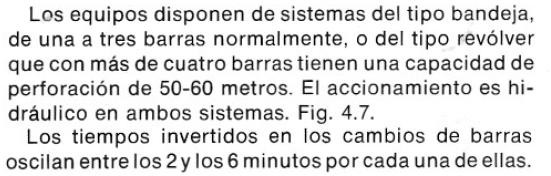 Los equipos disponen de sistemas del tipo bandeja,
de una a tres barras normalmente, o del tipo revólver
que con más de cuatro barras tienen una capacidad de
perforación de 50-60 metros. El accionamiento es hi-
dráulico en ambos sistemas. Fig. 4.7.
Los tiempos invertidos en los cambios de barras
oscilan entre los 2 y los 6 minutos por cada una de ellas.